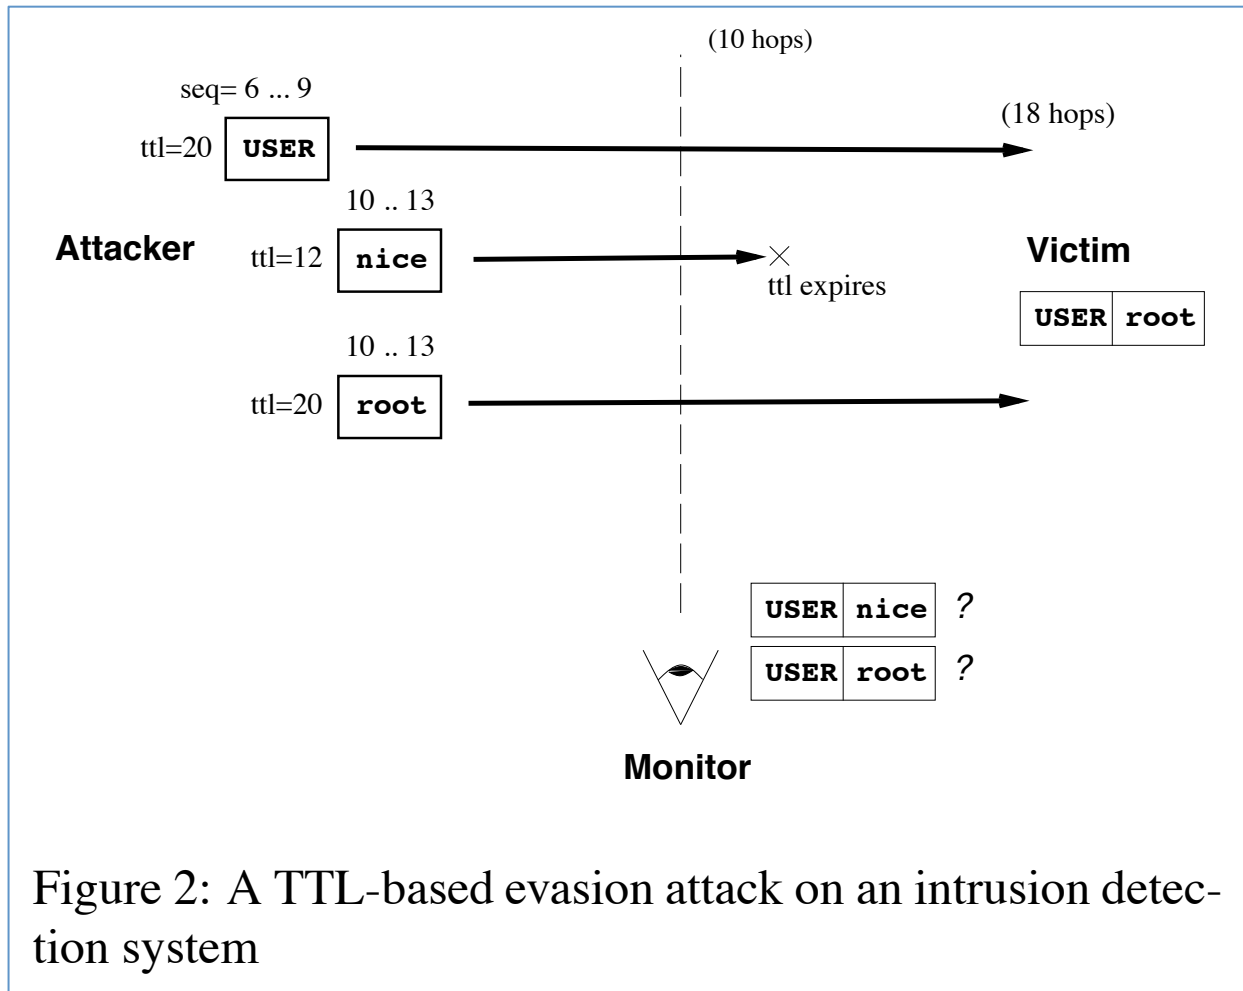 (10 hops)
seq= 6 ... 9
(18 hops)
ttl=20 USER
10 .. 13
Attacker
ttl=12 nice
ttl expires
Victim
USER root
10 .. 13
ttl=20 root
USER nice ?
USER root ?
Monitor
Figure 2: A TTL-based evasion attack on an intrusion detec-
tion system